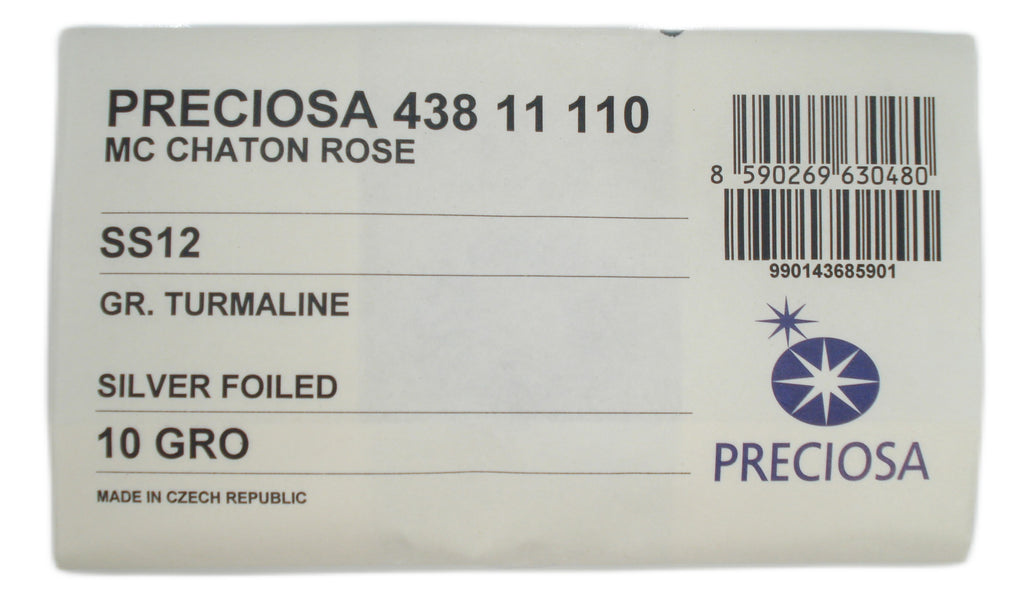 PRECIOSA 438 11 110
MC CHATON ROSE
SS12
GR. TURMALINE
SILVER FOILED
10 GRO
MADE IN CZECH REPUBLIC
8 590269 630480
990143685901
PRECIOSA